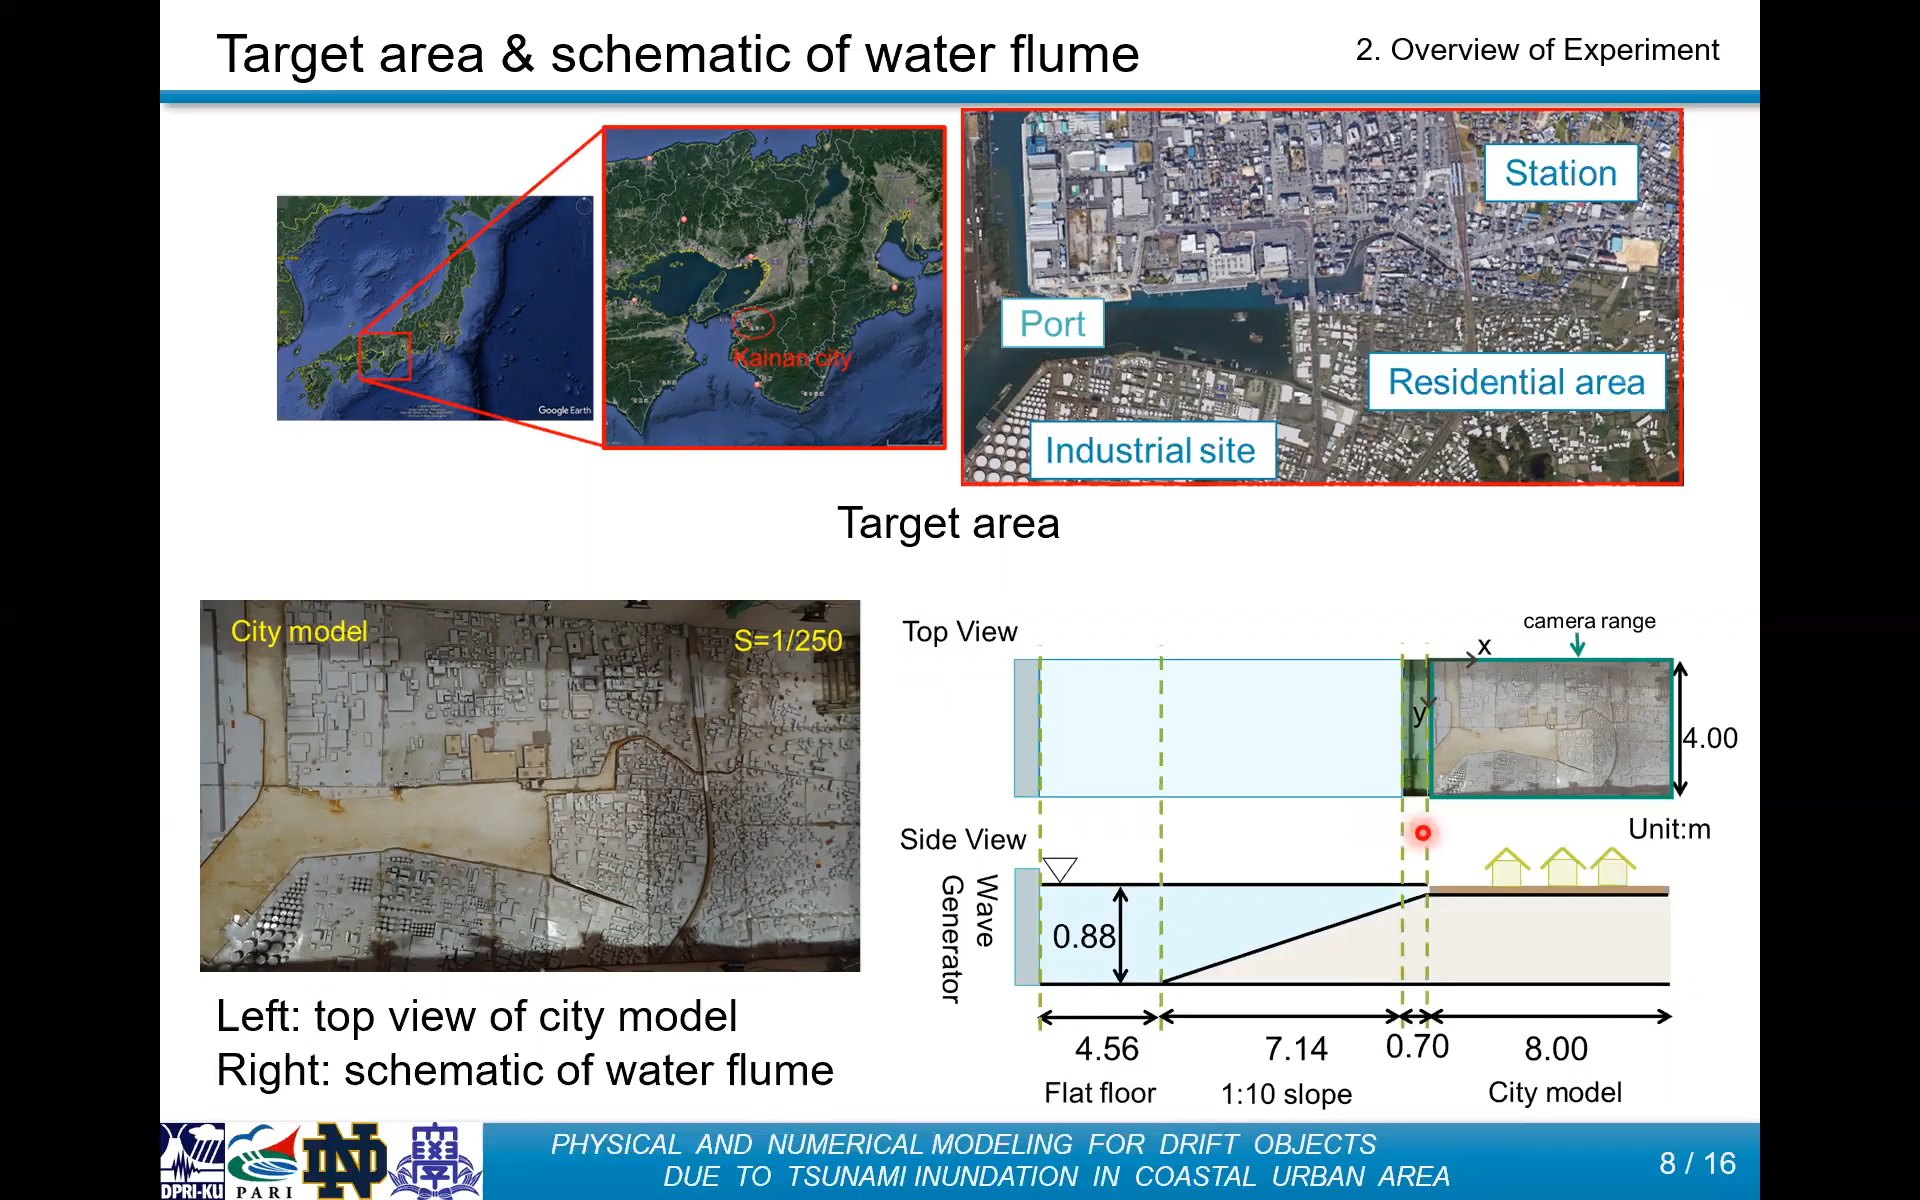 Target area & schematic of water flume
2. Overview of Experiment
Google Earth
Kainan city
Station
Port
Residential area
Industrial site
Target area
City model
S=1/250
Top View
camera range
x
y
4.00
Unit:m
Side View
Wave
Generator
0.88
4.56
7.14
0.70
8.00
Flat floor
1:10 slope
City model
Left: top view of city model
Right: schematic of water flume
DPRI-KU
PARI
ND
PHYSICAL AND NUMERICAL MODELING FOR DRIFT OBJECTS
DUE TO TSUNAMI INUNDATION IN COASTAL URBAN AREA
8 / 16